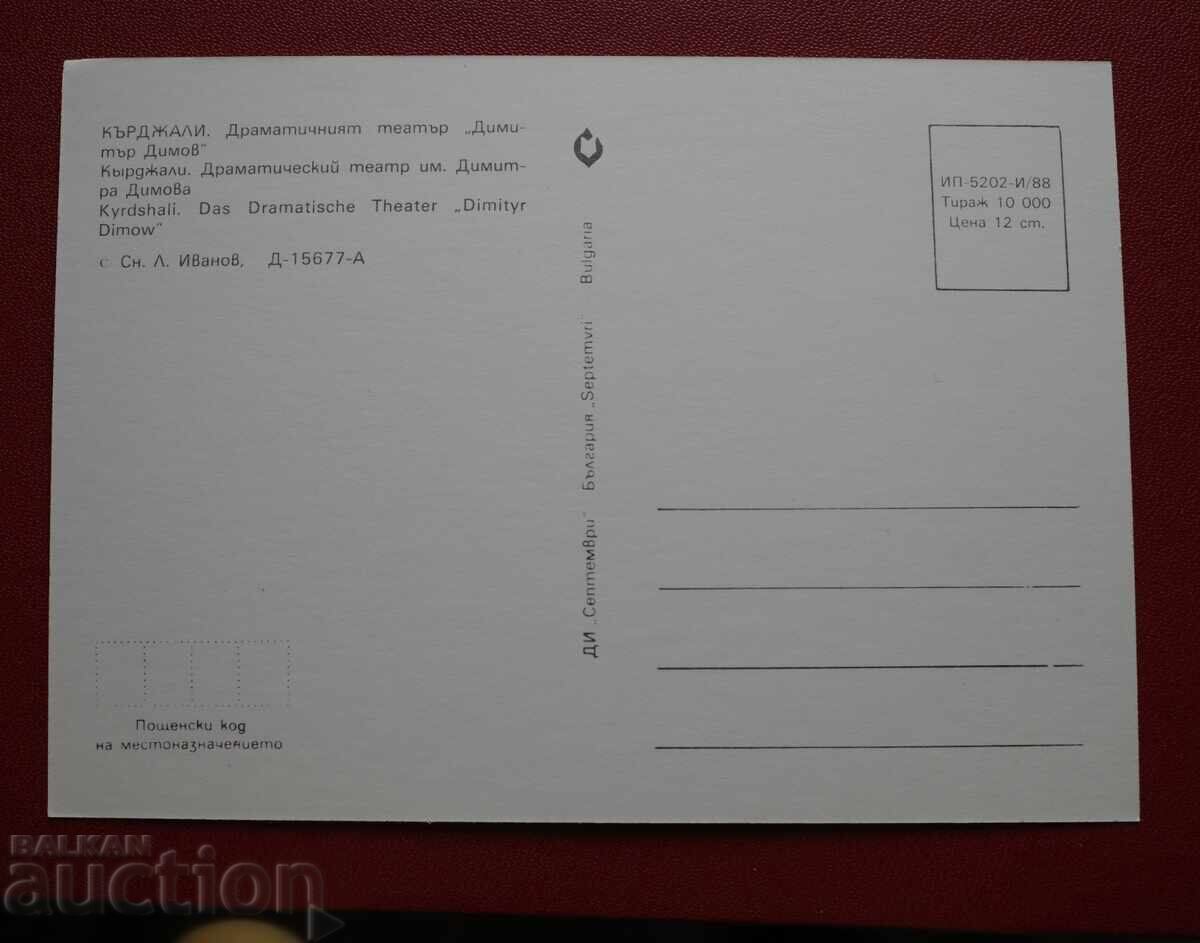 КЪРДЖАЛИ. Драматичният театър „Дими-
тър Димов"
Кырджали. Драматический театр им. Димит-
ра Димова
Kyrdshali. Das Dramatische Theater „Dimityr
Dimow"
с Сн. Л. Иванов, Д-15677-А
ДИ „Септември" България „Septemvri" Bulgaria
ИП-5202-И/88
Тираж 10 000
Цена 12 ст.
Пощенски код
на местоназначението
BALKAN
auction